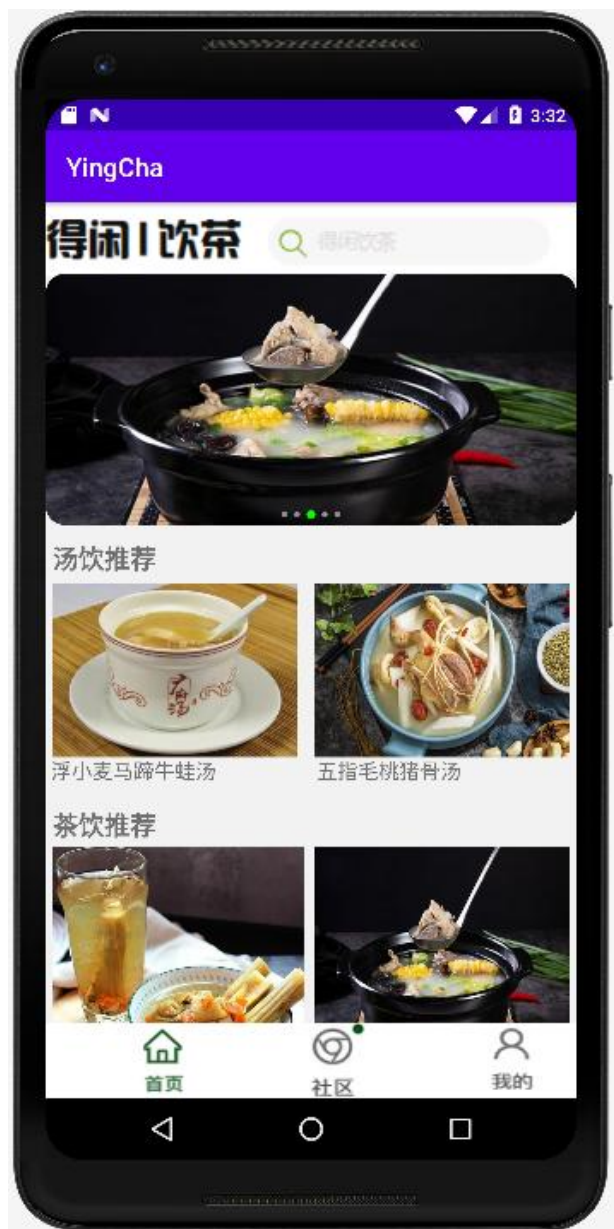 3:32
YingCha
得闲 | 饮茶
得闲饮茶
汤饮推荐
浮小麦马蹄牛蛙汤
五指毛桃猪骨汤
茶饮推荐
首页
社区
我的